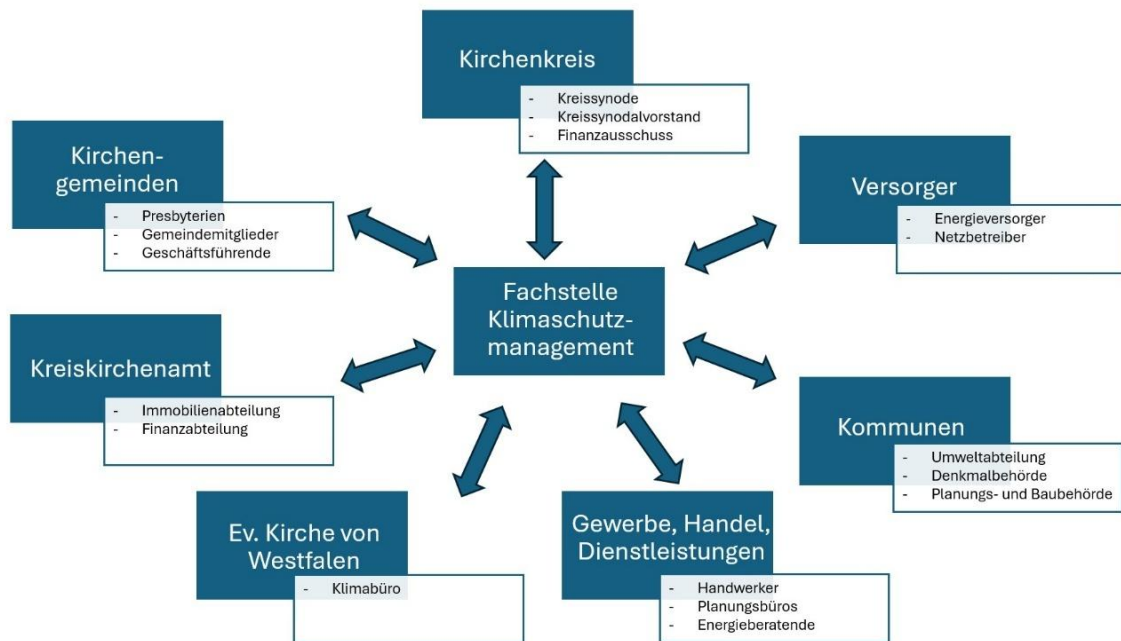 Kirchenkreis
- Kreissynode
- Kreissynodalvorstand
- Finanzausschuss
Kirchen-
gemeinden
- Presbyterien
- Gemeindemitglieder
- Geschäftsführende
Versorger
- Energieversorger
- Netzbetreiber
Fachstelle
Klimaschutz-
management
Kreiskirchenamt
- Immobilienabteilung
- Finanzabteilung
Kommunen
- Umweltabteilung
- Denkmalbehörde
- Planungs- und Baubehörde
Ev. Kirche von
Westfalen
- Klimabüro
Gewerbe, Handel,
Dienstleistungen
- Handwerker
- Planungsbüros
- Energieberatende